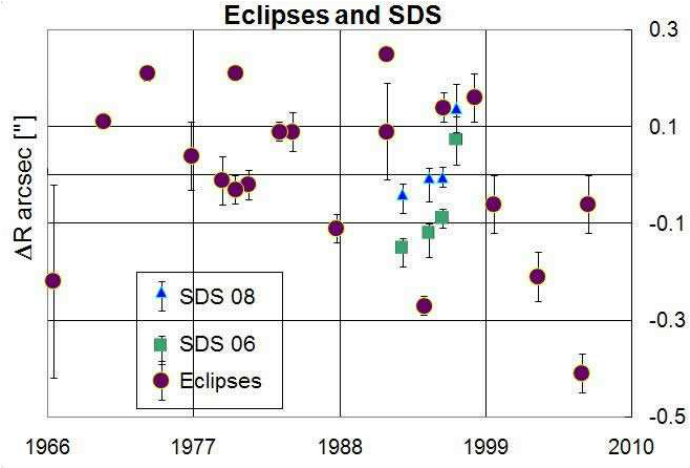 Eclipses and SDS
ΔR arcsec ["]
0.3
0.1
-0.1
-0.3
-0.5
SDS 08
SDS 06
Eclipses
1966 1977 1988 1999 2010